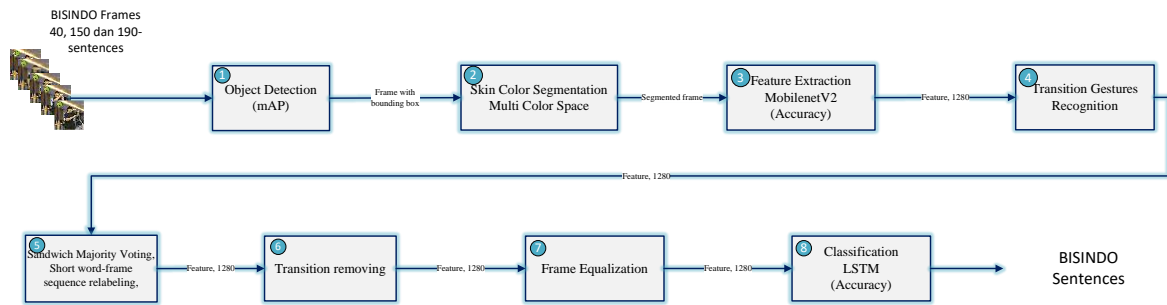 BISINDO Frames
40, 150 dan 190-
sentences
1
Object Detection
(mAP)
Frame with
bounding box
2
Skin Color Segmentation
Multi Color Space
Segmented frame
3
Feature Extraction
MobilenetV2
(Accuracy)
Feature, 1280
4
Transition Gestures
Recognition
Feature, 1280
5
Sandwich Majority Voting,
Short word-frame
sequence relabeling,
Feature, 1280
6
Transition removing
Feature, 1280
7
Frame Equalization
Feature, 1280
8
Classification
LSTM
(Accuracy)
BISINDO
Sentences